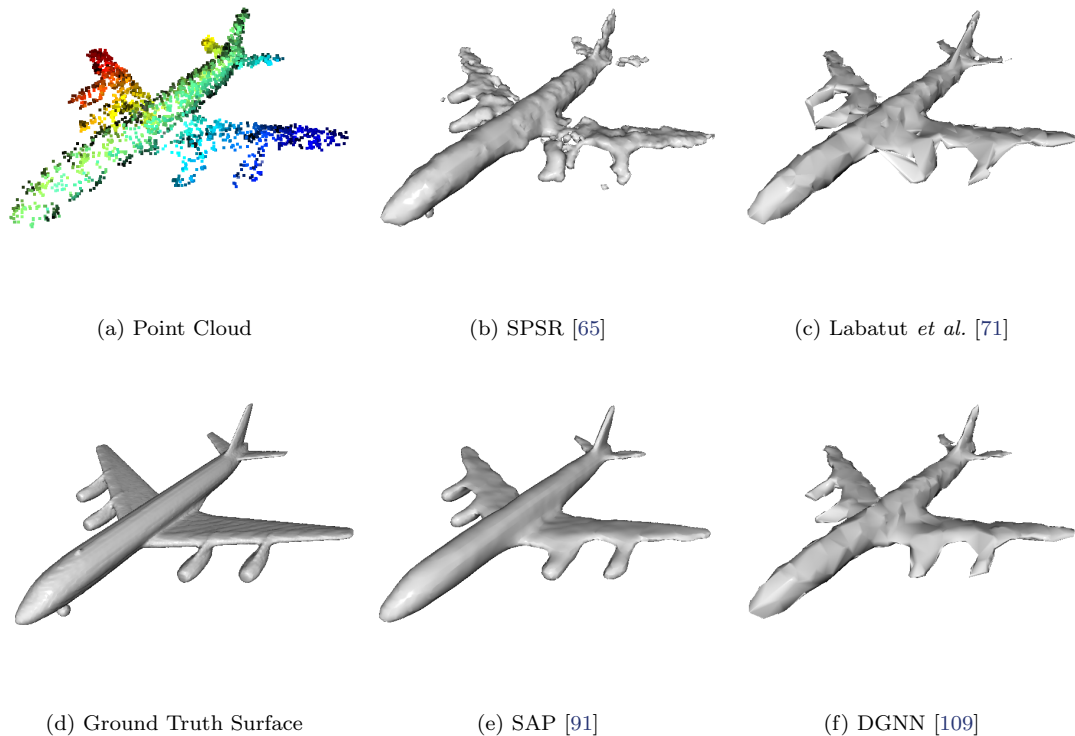 (a) Point Cloud
(b) SPSR [65]
(c) Labatut et al. [71]
(d) Ground Truth Surface
(e) SAP [91]
(f) DGNN [109]